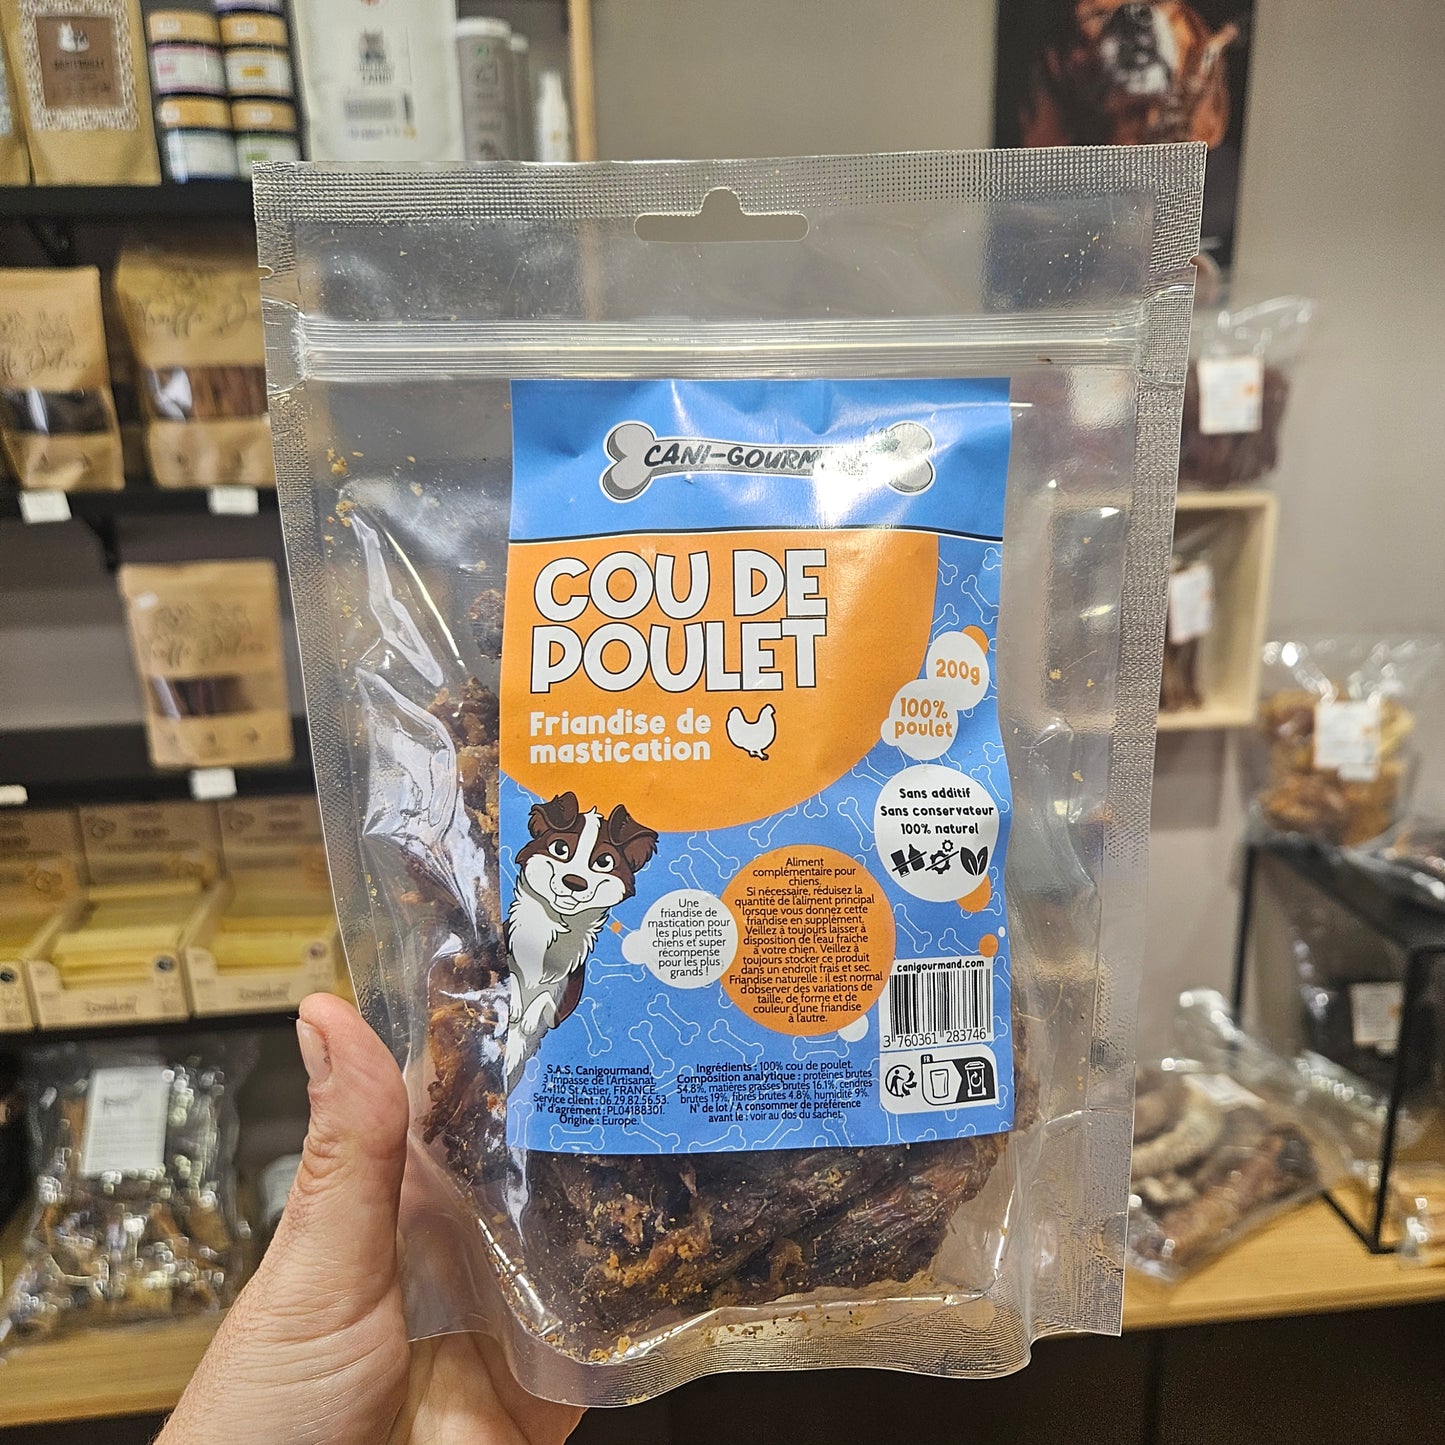 CANI-GOURM
COU DE
POULET
Friandise de
mastication
200g
100%
poulet
Sans additif
Sans conservateur
100% naturel
Aliment
complémentaire pour
chiens.
Si nécessaire, réduisez la
quantité de l'aliment principal
lorsque vous donnez cette
friandise en supplément.
Veillez à toujours laisser à
disposition de l'eau fraiche
à votre chien. Veillez à
toujours stocker ce produit
dans un endroit frais et sec.
Friandise naturelle : il est normal
d'observer des variations de
taille, de forme et de
couleur d'une friandise
à l'autre.
Une
friandise de
mastication pour
les plus petits
chiens et super
récompense
pour les plus
grands !
canigourmand.com
3 760361 283746
FR
S.A.S. Canigourmand,
3 Impasse de l'Artisanat,
24110 St Astier, FRANCE.
Service client : 06.29.82.56.53.
N° d'agrément : PL04188301.
Origine : Europe.
Ingrédients : 100% cou de poulet.
Composition analytique : protéines brutes
54.8%, matières grasses brutes 16.1%, cendres
brutes 19%, fibres brutes 4.8%, humidité 9%.
N° de lot / A consommer de préférence
avant le : voir au dos du sachet.